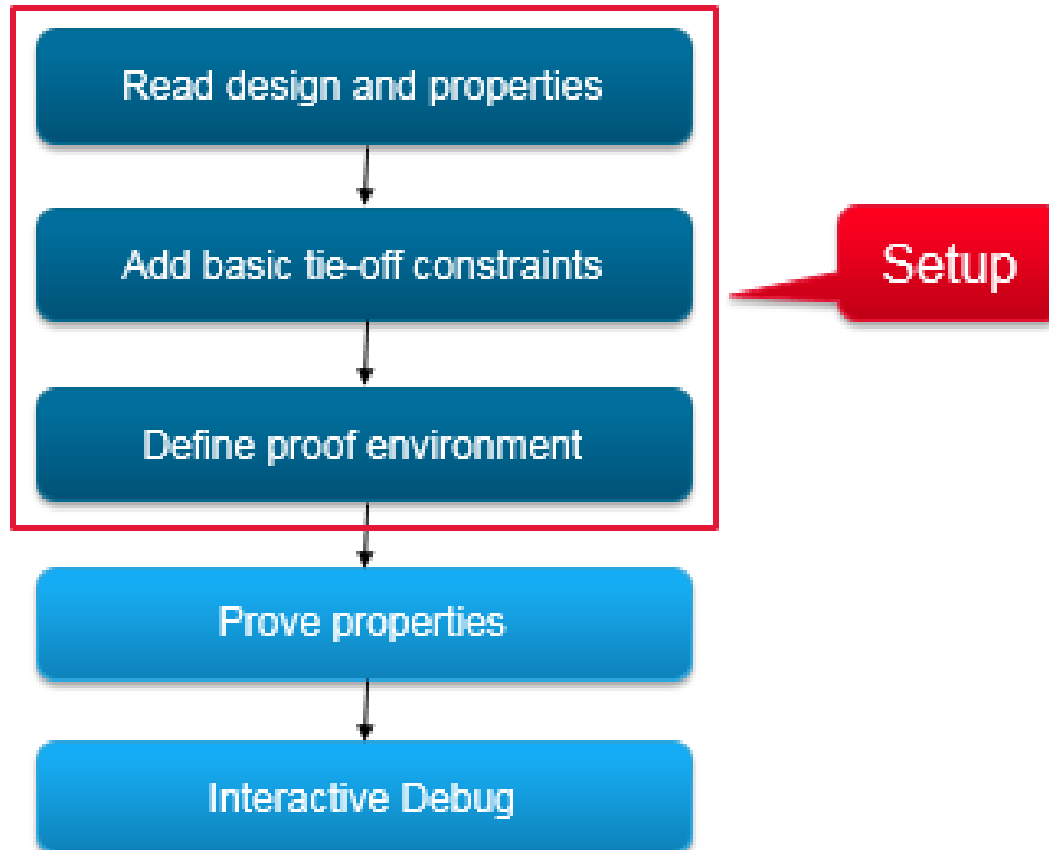 Read design and properties
Add basic tie-off constraints
Setup
Define proof environment
Prove properties
Interactive Debug